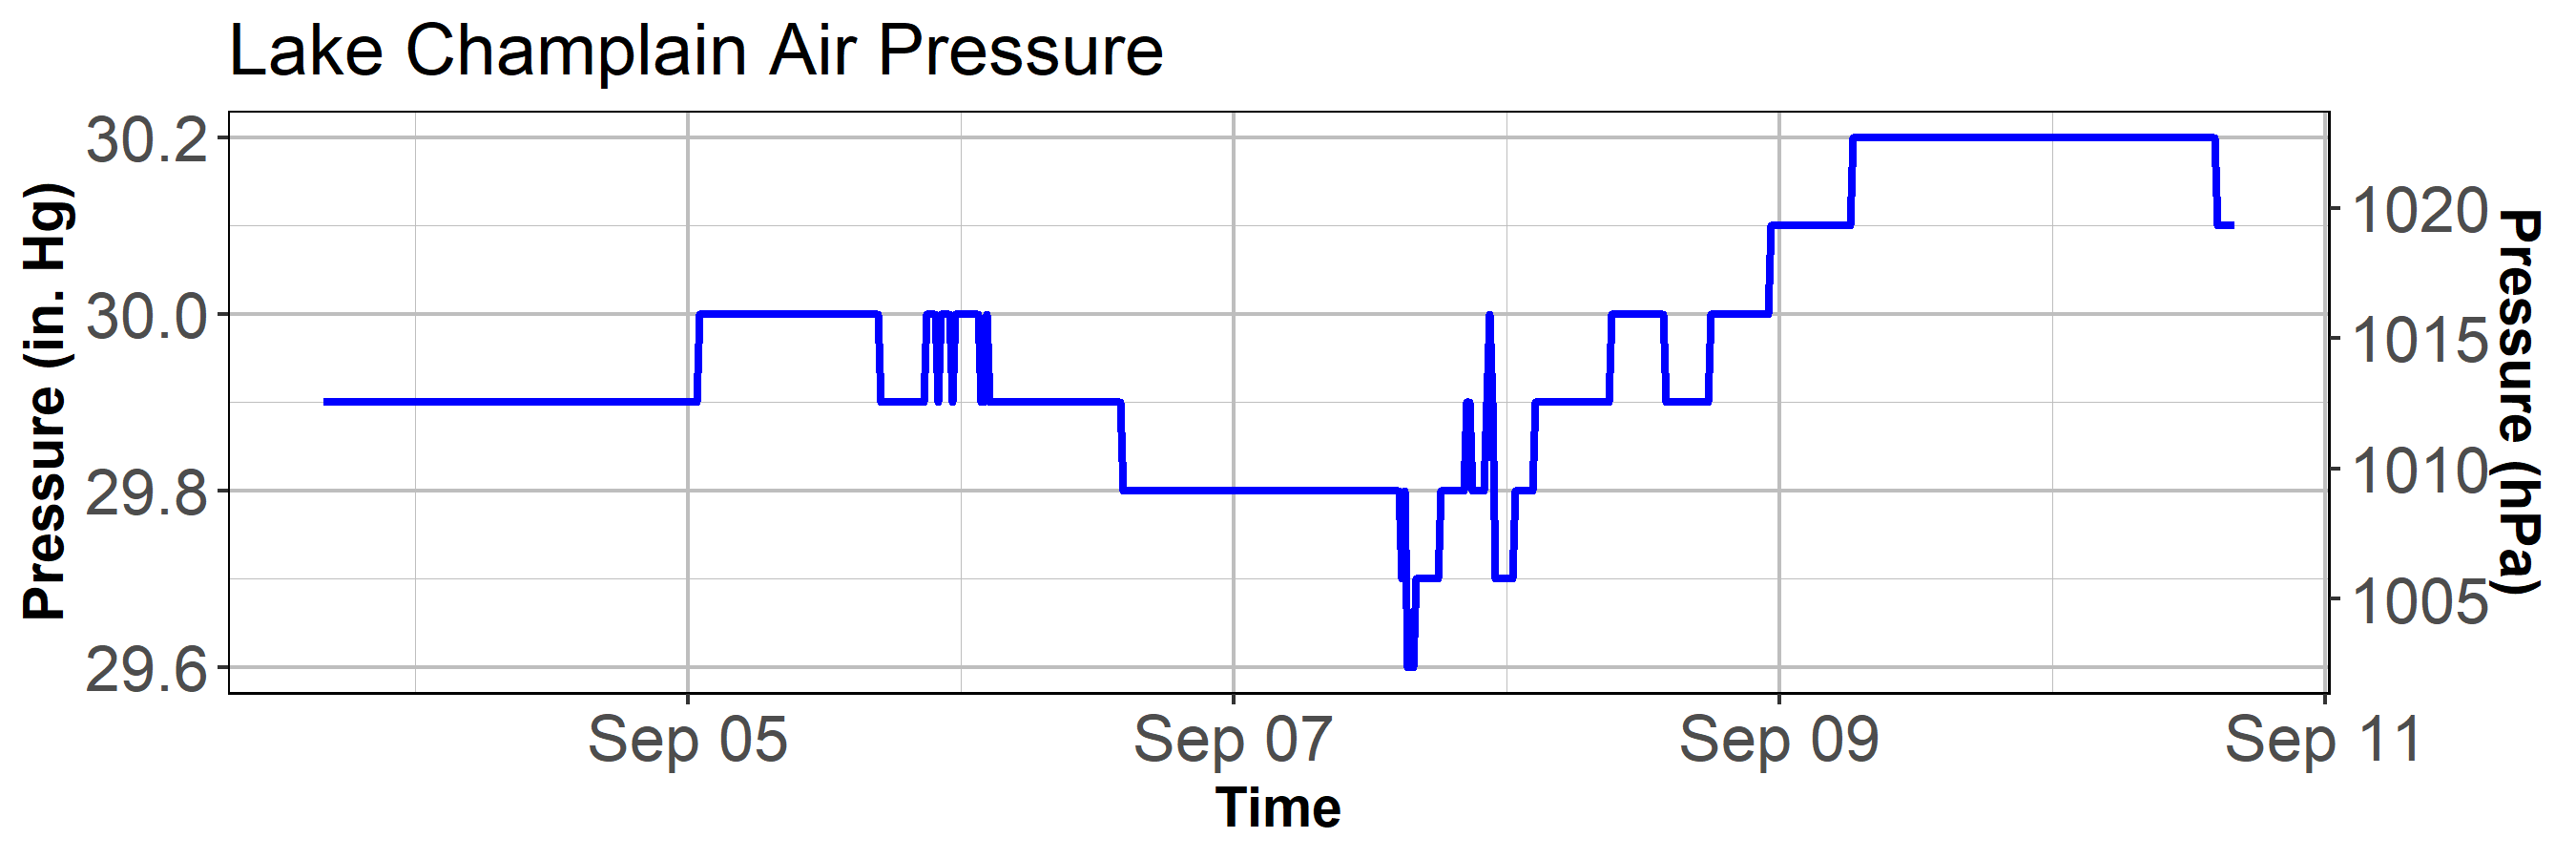 Lake Champlain Air Pressure
Pressure (in. Hg)
30.2
30.0
29.8
29.6
1020
1015
1010
1005
Pressure (hPa)
Sep 05
Sep 07
Sep 09
Sep 11
Time